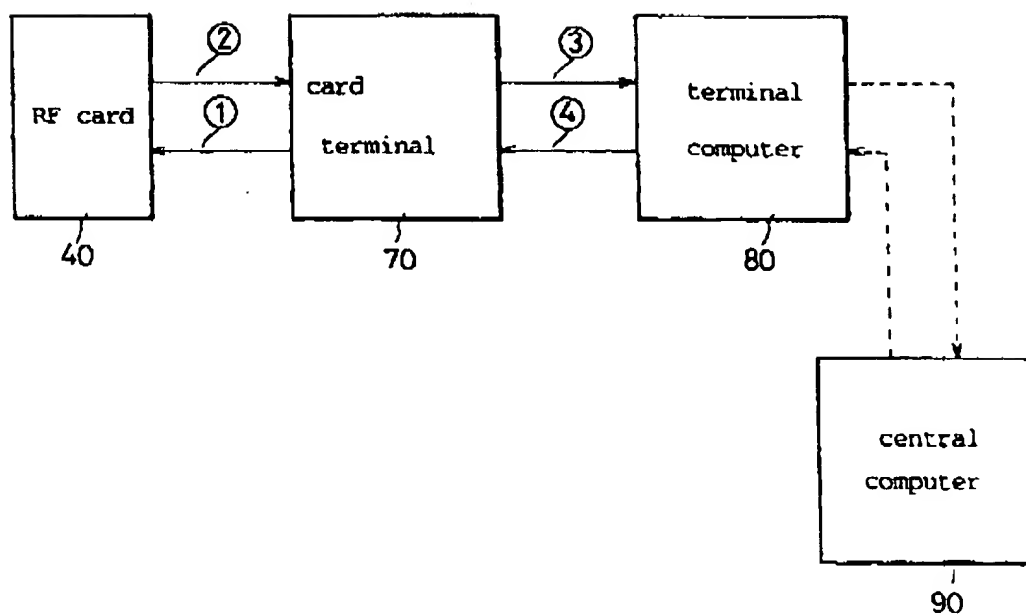 ② ③
card terminal
RF card ① ④
terminal computer
40 70 80
central
computer
90